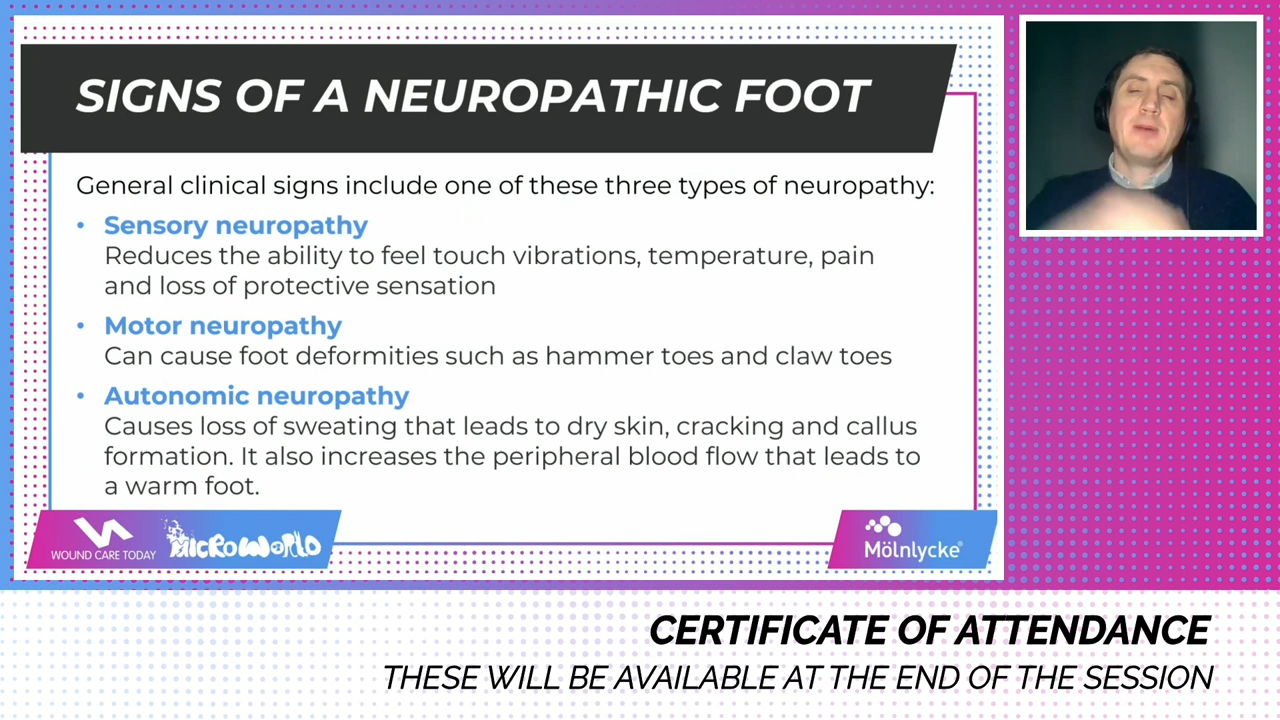 SIGNS OF A NEUROPATHIC FOOT
General clinical signs include one of these three types of neuropathy:
• Sensory neuropathy
Reduces the ability to feel touch vibrations, temperature, pain
and loss of protective sensation
• Motor neuropathy
Can cause foot deformities such as hammer toes and claw toes
• Autonomic neuropathy
Causes loss of sweating that leads to dry skin, cracking and callus
formation. It also increases the peripheral blood flow that leads to
a warm foot.
WOUND CARE TODAY
MICROWORLD
Mölnlycke®
CERTIFICATE OF ATTENDANCE
THESE WILL BE AVAILABLE AT THE END OF THE SESSION